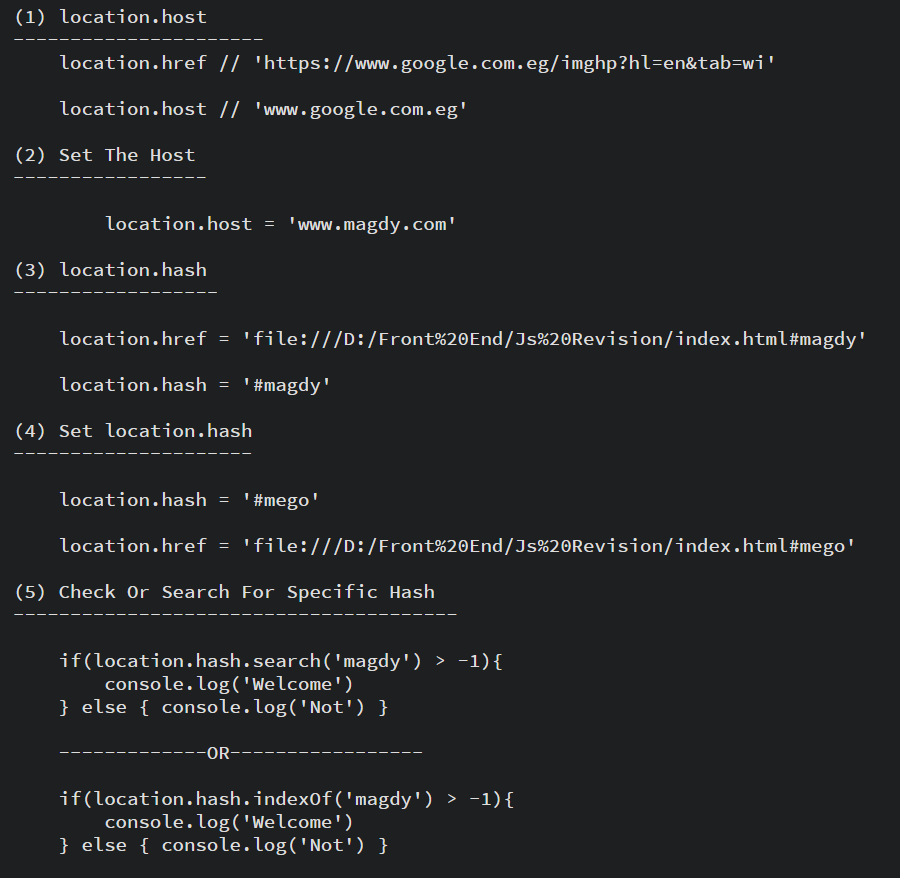 (1) location.host
----------------------
    location.href // 'https://www.google.com.eg/imghp?hl=en&tab=wi'
    location.host // 'www.google.com.eg'
(2) Set The Host
-----------------
        location.host = 'www.magdy.com'
(3) location.hash
------------------
    location.href = 'file:///D:/Front%20End/Js%20Revision/index.html#magdy'
    location.hash = '#magdy'
(4) Set location.hash
---------------------
    location.hash = '#mego'
    location.href = 'file:///D:/Front%20End/Js%20Revision/index.html#mego'
(5) Check Or Search For Specific Hash
---------------------------------------
    if(location.hash.search('magdy') > -1){
        console.log('Welcome')
    } else { console.log('Not') }
    -------------OR-----------------
    if(location.hash.indexOf('magdy') > -1){
        console.log('Welcome')
    } else { console.log('Not') }